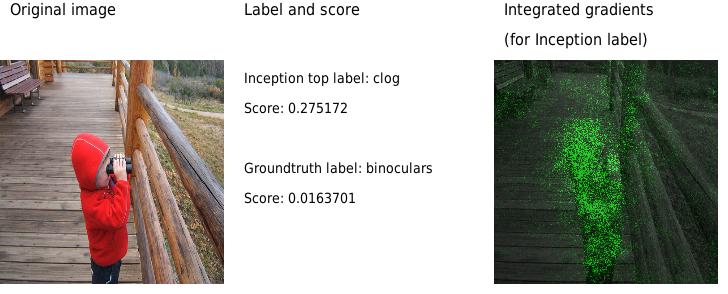 Original image
Label and score
Integrated gradients
(for Inception label)
Inception top label: clog
Score: 0.275172
Groundtruth label: binoculars
Score: 0.0163701